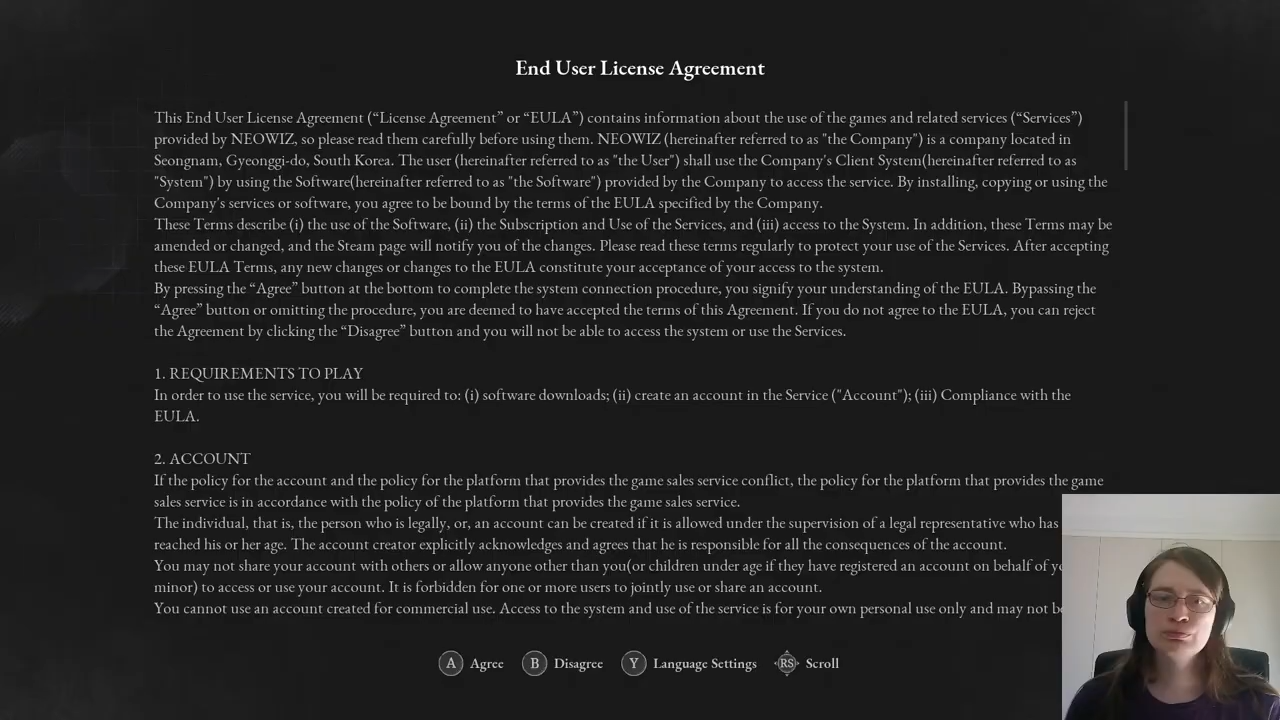 End User License Agreement
This End User License Agreement (“License Agreement” or “EULA”) contains information about the use of the games and related services (“Services”)
provided by NEOWIZ, so please read them carefully before using them. NEOWIZ (hereinafter referred to as "the Company") is a company located in
Seongnam, Gyeonggi-do, South Korea. The user (hereinafter referred to as "the User") shall use the Company's Client System(hereinafter referred to as
"System") by using the Software(hereinafter referred to as "the Software") provided by the Company to access the service. By installing, copying or using the
Company's services or software, you agree to be bound by the terms of the EULA specified by the Company.
These Terms describe (i) the use of the Software, (ii) the Subscription and Use of the Services, and (iii) access to the System. In addition, these Terms may be
amended or changed, and the Steam page will notify you of the changes. Please read these terms regularly to protect your use of the Services. After accepting
these EULA Terms, any new changes or changes to the EULA constitute your acceptance of your access to the system.
By pressing the “Agree” button at the bottom to complete the system connection procedure, you signify your understanding of the EULA. Bypassing the
“Agree” button or omitting the procedure, you are deemed to have accepted the terms of this Agreement. If you do not agree to the EULA, you can reject
the Agreement by clicking the “Disagree” button and you will not be able to access the system or use the Services.
1. REQUIREMENTS TO PLAY
In order to use the service, you will be required to: (i) software downloads; (ii) create an account in the Service ("Account"); (iii) Compliance with the
EULA.
2. ACCOUNT
If the policy for the account and the policy for the platform that provides the game sales service conflict, the policy for the platform that provides the game
sales service is in accordance with the policy of the platform that provides the game sales service.
The individual, that is, the person who is legally, or, an account can be created if it is allowed under the supervision of a legal representative who has
reached his or her age. The account creator explicitly acknowledges and agrees that he is responsible for all the consequences of the account.
You may not share your account with others or allow anyone other than you(or children under age if they have registered an account on behalf of
minor) to access or use your account. It is forbidden for one or more users to jointly use or share an account.
You cannot use an account created for commercial use. Access to the system and use of the service is for your own personal use only and may not
A Agree B Disagree Y Language Settings RS Scroll